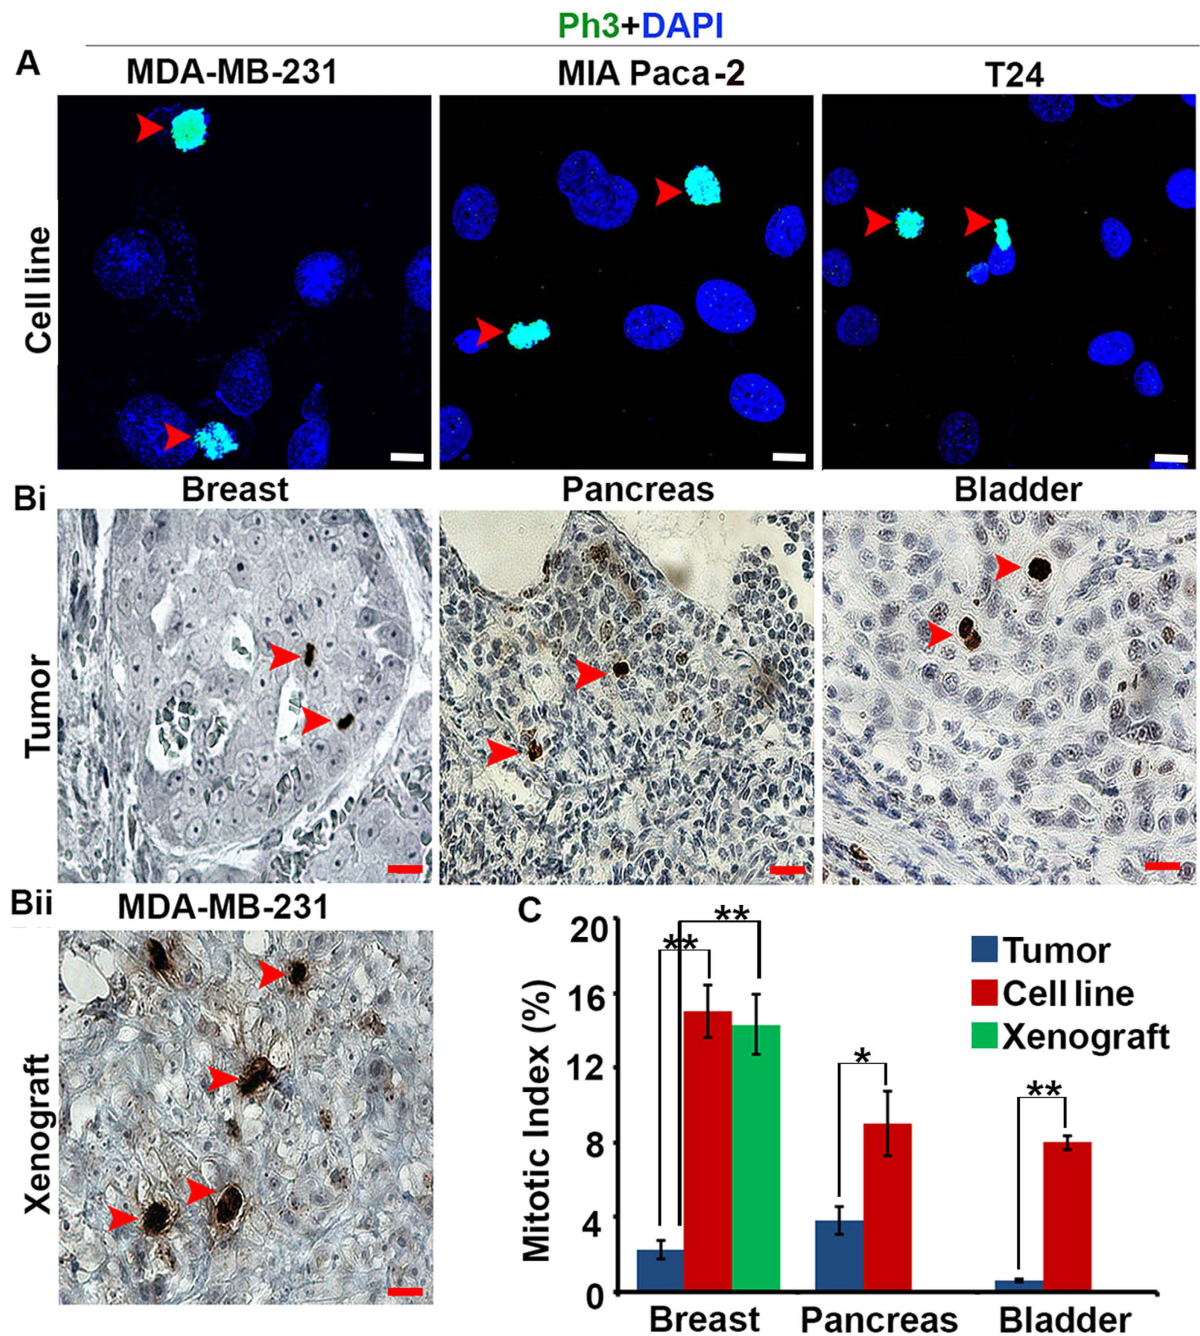 Ph3+DAPI
A
MDA-MB-231
MIA Paca-2
T24
Cell line
Bi
Breast
Pancreas
Bladder
Tumor
Bii
MDA-MB-231
Xenograft
C
Mitotic Index (%)
20
16
12
8
4
0
**
**
*
**
Tumor
Cell line
Xenograft
Breast
Pancreas
Bladder